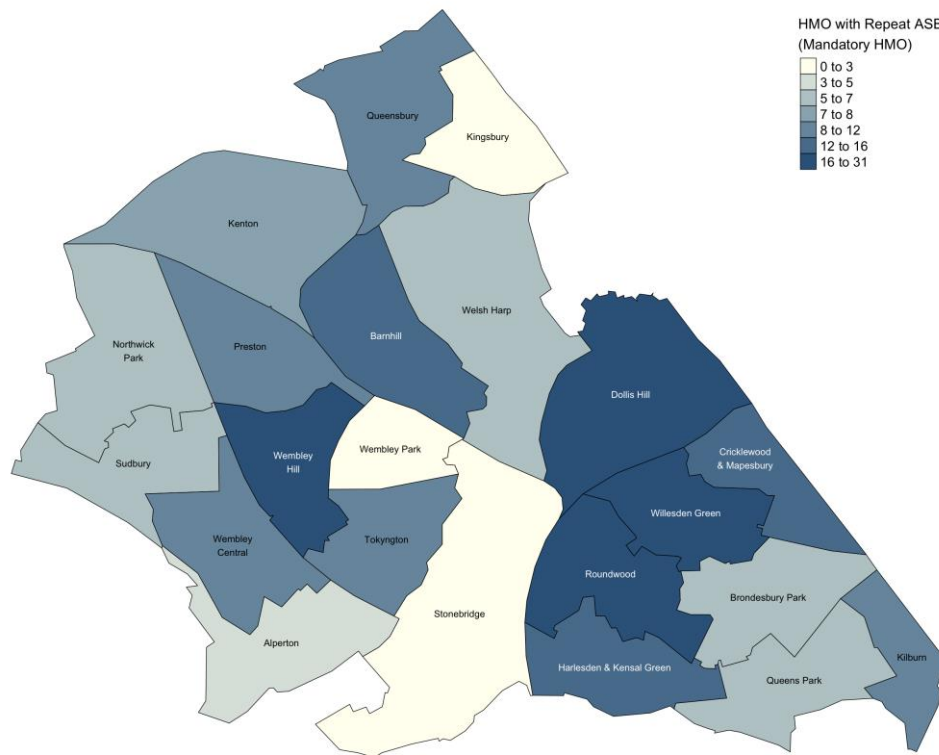 HMO with Repeat ASB
(Mandatory HMO)
0 to 3
3 to 5
5 to 7
7 to 8
8 to 12
12 to 16
16 to 31
Queensbury
Kingsbury
Kenton
Welsh Harp
Barnhill
Northwick
Park
Preston
Dollis Hill
Wembley Park
Cricklewood
& Mapesbury
Sudbury
Wembley
Hill
Willesden Green
Wembley
Central
Tokyngton
Roundwood
Brondesbury Park
Stonebridge
Alperton
Kilburn
Harlesden & Kensal Green
Queens Park